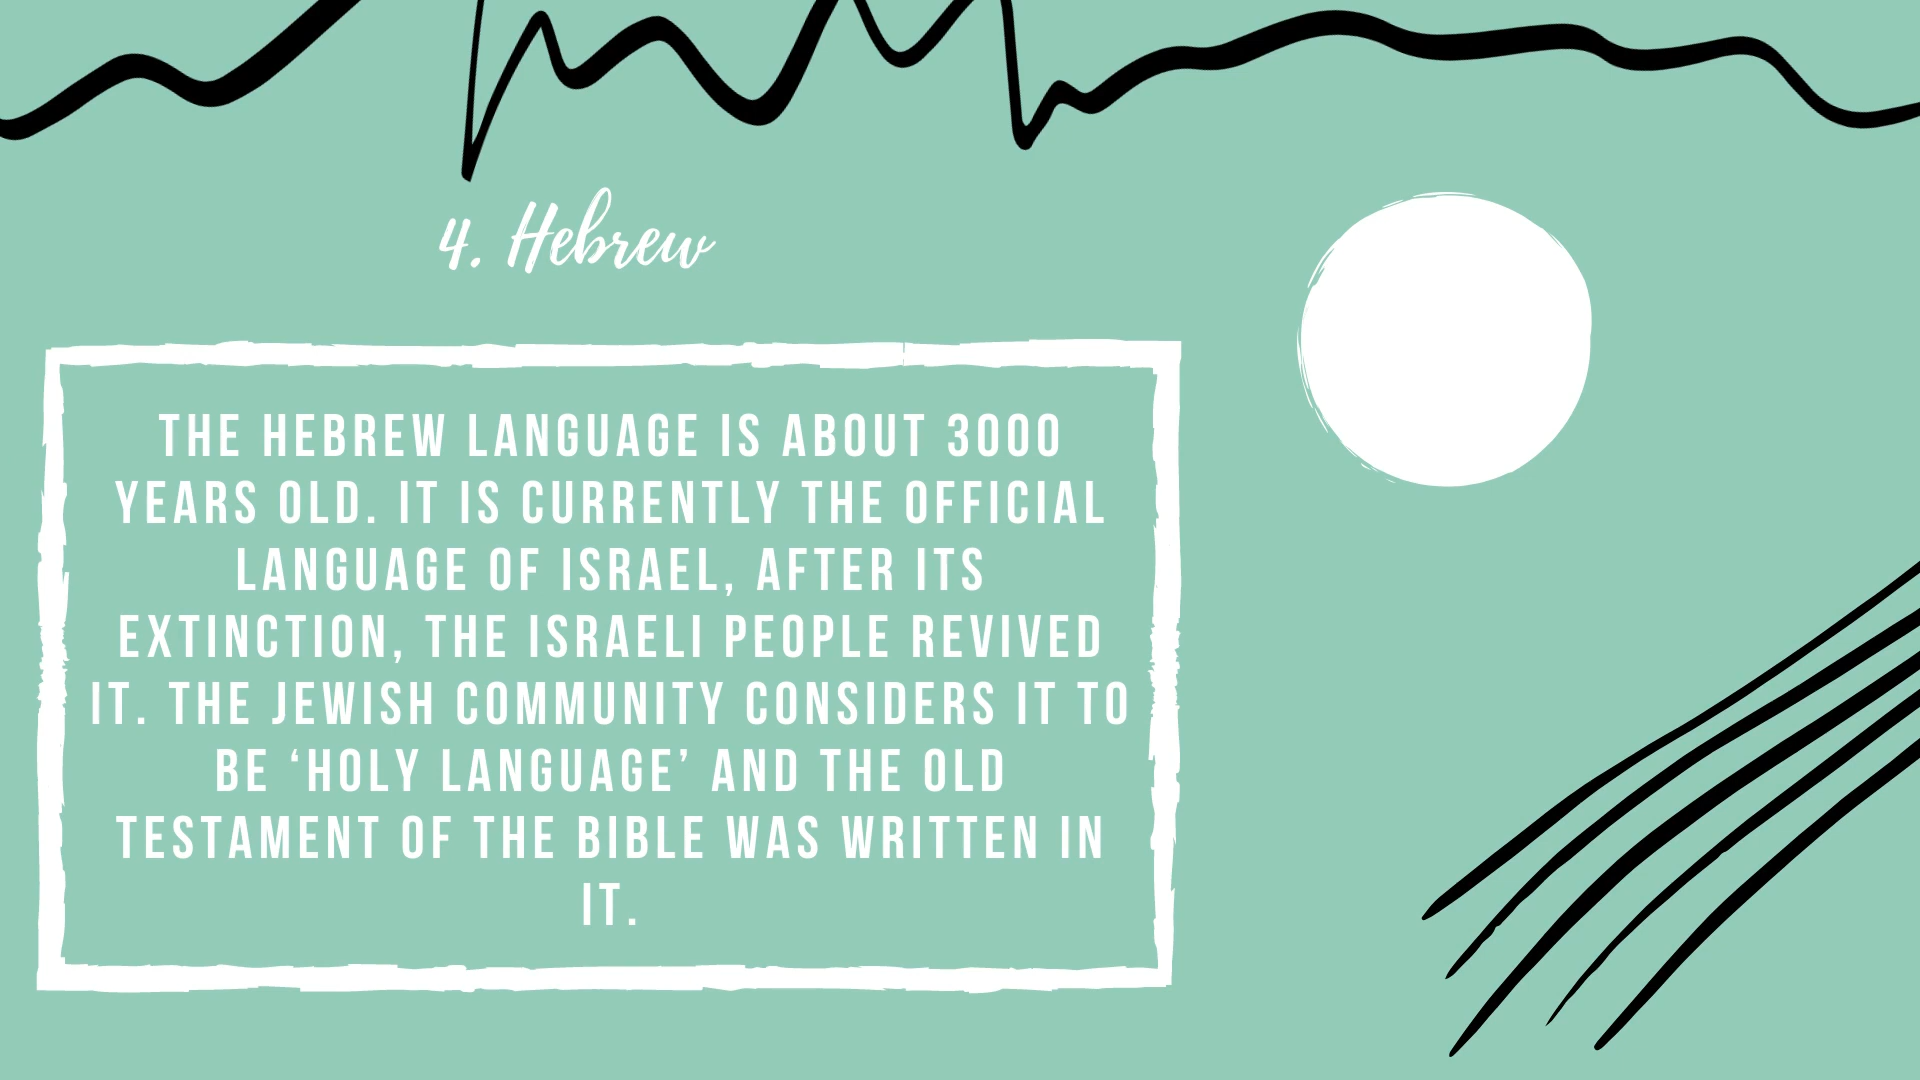 4. Hebrew
THE HEBREW LANGUAGE IS ABOUT 3000
YEARS OLD. IT IS CURRENTLY THE OFFICIAL
LANGUAGE OF ISRAEL, AFTER ITS
EXTINCTION, THE ISRAELI PEOPLE REVIVED
IT. THE JEWISH COMMUNITY CONSIDERS IT TO
BE ‘HOLY LANGUAGE’ AND THE OLD
TESTAMENT OF THE BIBLE WAS WRITTEN IN
IT.